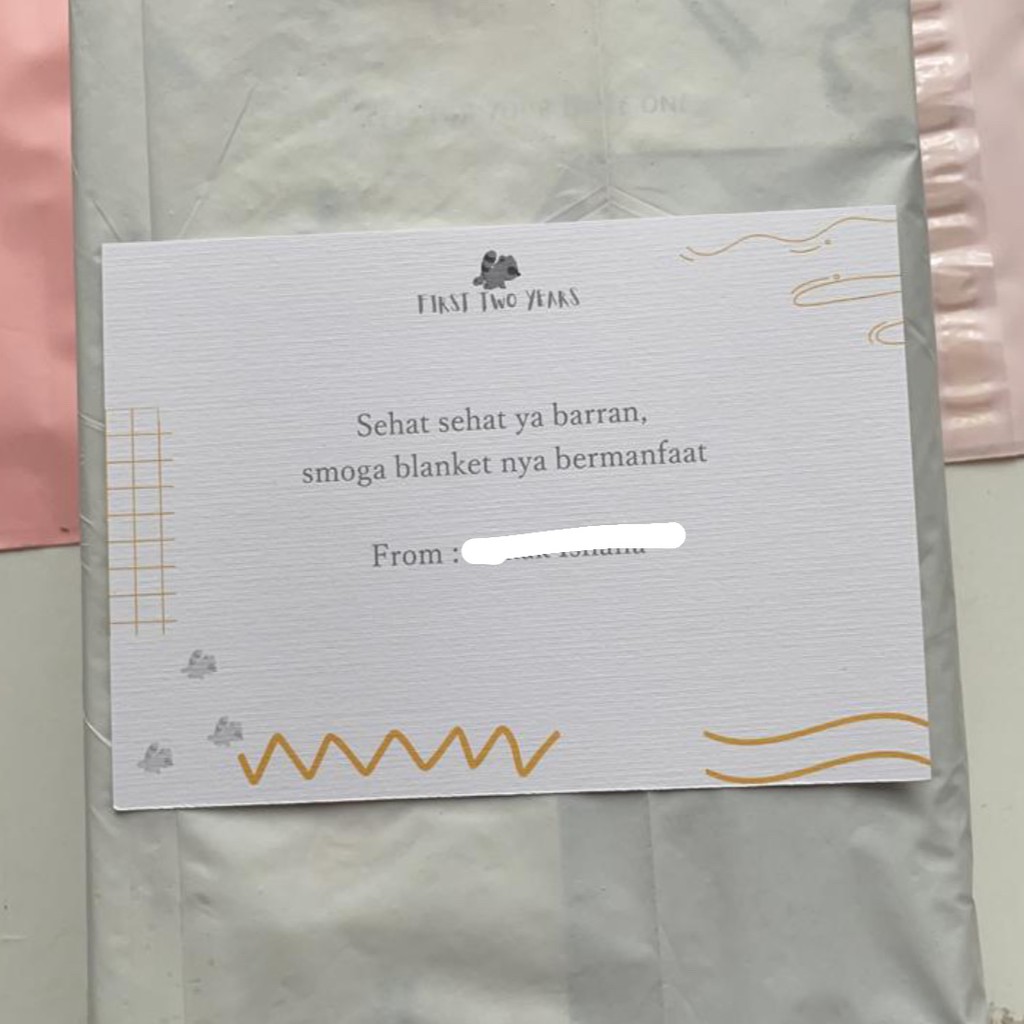 FIRST TWO YEARS
Sehat sehat ya barran,
smoga blanket nya bermanfaat
From :